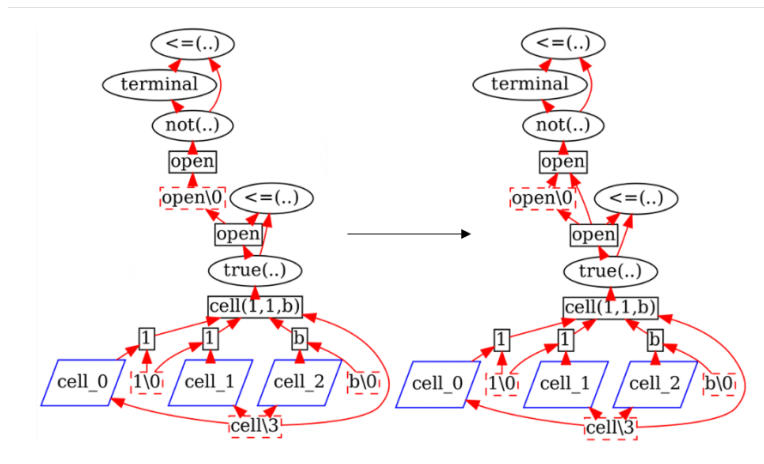 <=(..) <=(..)
terminal terminal
not(..) not(..)
open open
open\0 <=(..) open\0 <=(..)
open open
true(..) true(..)
cell(1,1,b) cell(1,1,b)
1 1 b 1 1 b
cell_0 1\0 cell_1 cell_2 b\0 cell_0 1\0 cell_1 cell_2 b\0
cell\3 cell\3